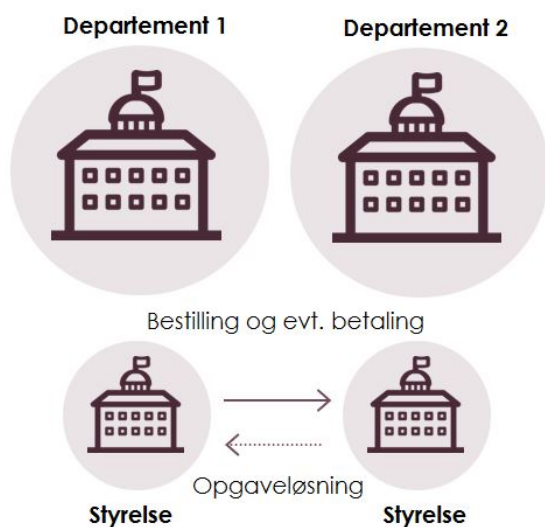 Departement 1
Departement 2
Bestilling og evt. betaling
Opgaveløsning
Styrelse
Styrelse